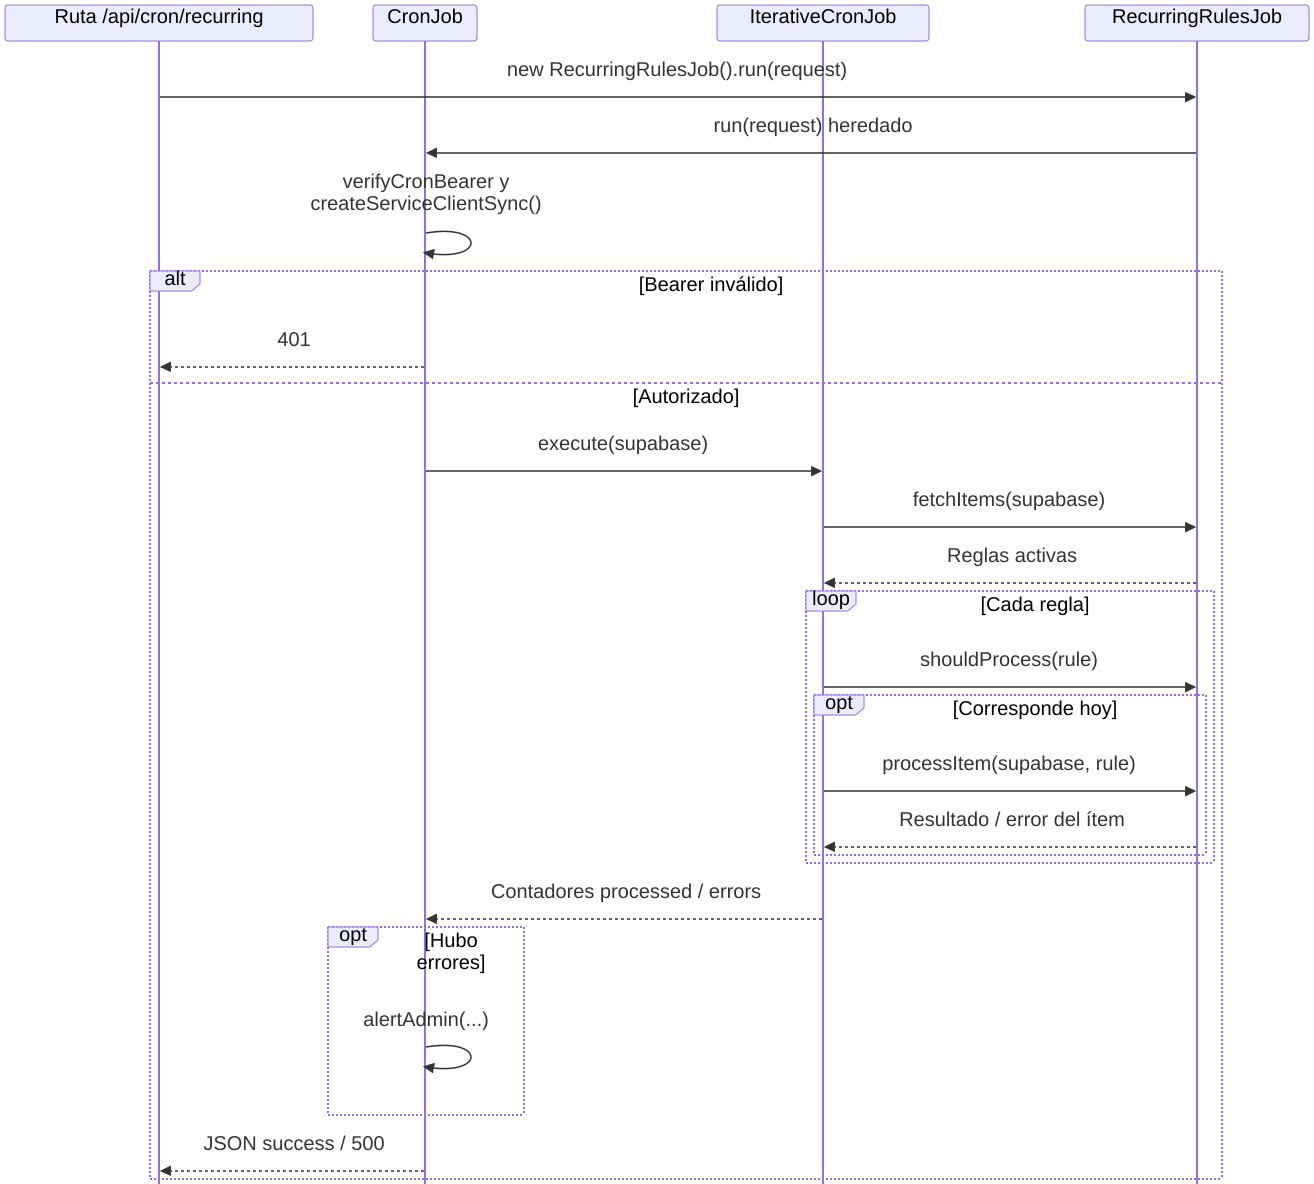 Ruta /api/cron/recurring
CronJob
IterativeCronJob
RecurringRulesJob
new RecurringRulesJob().run(request)
run(request) heredado
verifyCronBearer y
createServiceClientSync()
alt
[Bearer inválido]
401
[Autorizado]
execute(supabase)
fetchItems(supabase)
Reglas activas
loop
[Cada regla]
shouldProcess(rule)
opt
[Corresponde hoy]
processItem(supabase, rule)
Resultado / error del ítem
Contadores processed / errors
opt
[Hubo
errores]
alertAdmin(...)
JSON success / 500